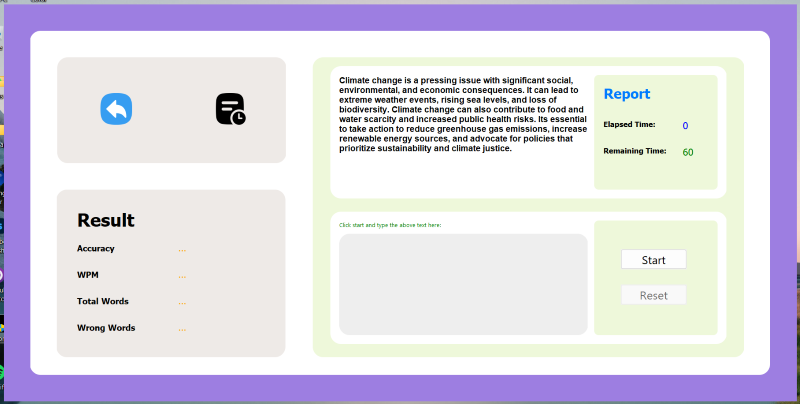 Climate change is a pressing issue with significant social,
environmental, and economic consequences. It can lead to
extreme weather events, rising sea levels, and loss of
biodiversity. Climate change can also contribute to food and
water scarcity and increased public health risks. Its essential
to take action to reduce greenhouse gas emissions, increase
renewable energy sources, and advocate for policies that
prioritize sustainability and climate justice.
Report
Elapsed Time: 0
Remaining Time: 60
Result
Accuracy ...
WPM ...
Total Words ...
Wrong Words ...
Click start and type the above text here:
Start
Reset